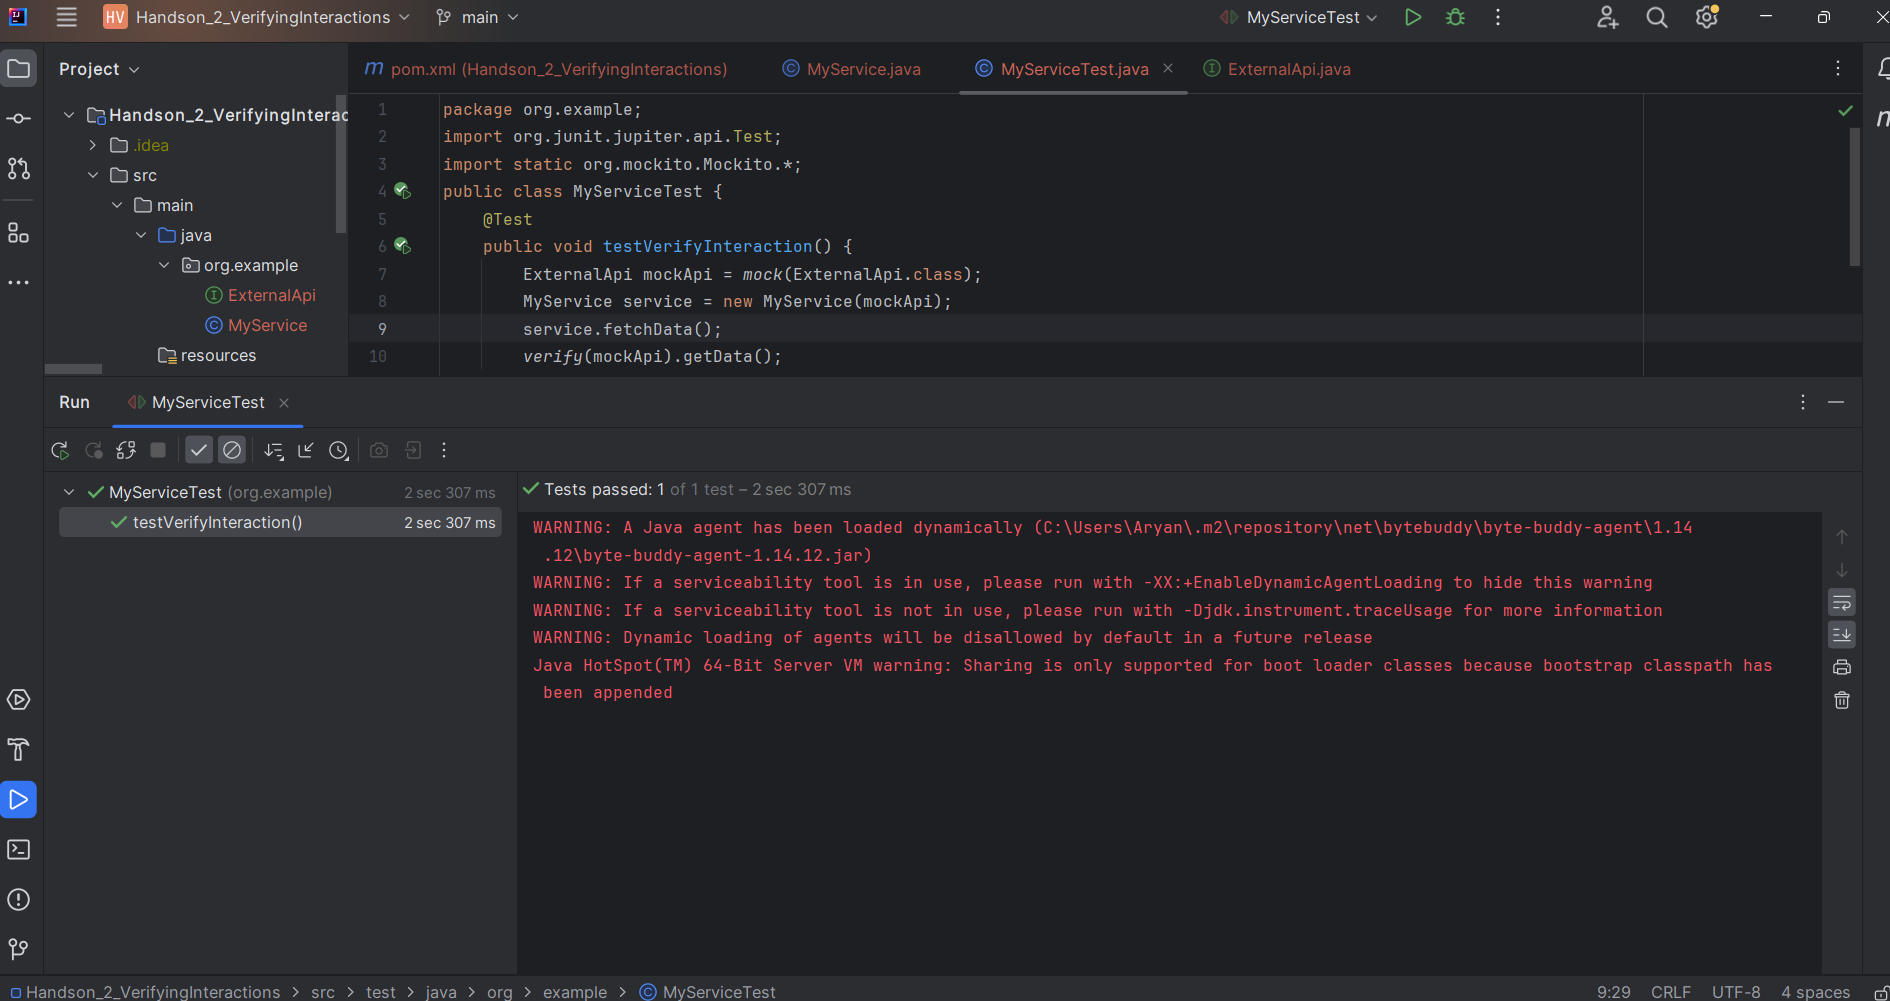 HV Handson_2_VerifyingInteractions main MyServiceTest
Project
pom.xml (Handson_2_VerifyingInteractions) MyService.java MyServiceTest.java ExternalApi.java
Handson_2_VerifyingInterac
.idea
src
main
java
org.example
ExternalApi
MyService
resources
1 package org.example;
2 import org.junit.jupiter.api.Test;
3 import static org.mockito.Mockito.*;
4 public class MyServiceTest {
5 @Test
6 public void testVerifyInteraction() {
7 ExternalApi mockApi = mock(ExternalApi.class);
8 MyService service = new MyService(mockApi);
9 service.fetchData();
10 verify(mockApi).getData();
Run MyServiceTest
MyServiceTest (org.example) 2 sec 307 ms
testVerifyInteraction() 2 sec 307 ms
Tests passed: 1 of 1 test – 2 sec 307 ms
WARNING: A Java agent has been loaded dynamically (C:\Users\Aryan\.m2\repository\net\bytebuddy\byte-buddy-agent\1.14
.12\byte-buddy-agent-1.14.12.jar)
WARNING: If a serviceability tool is in use, please run with -XX:+EnableDynamicAgentLoading to hide this warning
WARNING: If a serviceability tool is not in use, please run with -Djdk.instrument.traceUsage for more information
WARNING: Dynamic loading of agents will be disallowed by default in a future release
Java HotSpot(TM) 64-Bit Server VM warning: Sharing is only supported for boot loader classes because bootstrap classpath has
been appended
Handson_2_VerifyingInteractions > src > test > java > org > example > MyServiceTest 9:29 CRLF UTF-8 4 spaces